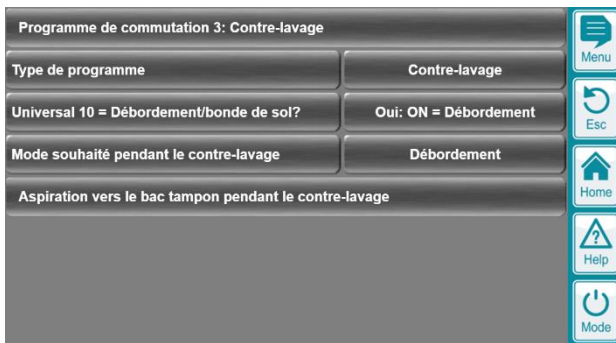 Programme de commutation 3: Contre-lavage
Type de programme
Contre-lavage
Universal 10 = Débordement/bonde de sol?
Oui: ON = Débordement
Mode souhaité pendant le contre-lavage
Débordement
Aspiration vers le bac tampon pendant le contre-lavage
Menu
Esc
Home
Help
Mode